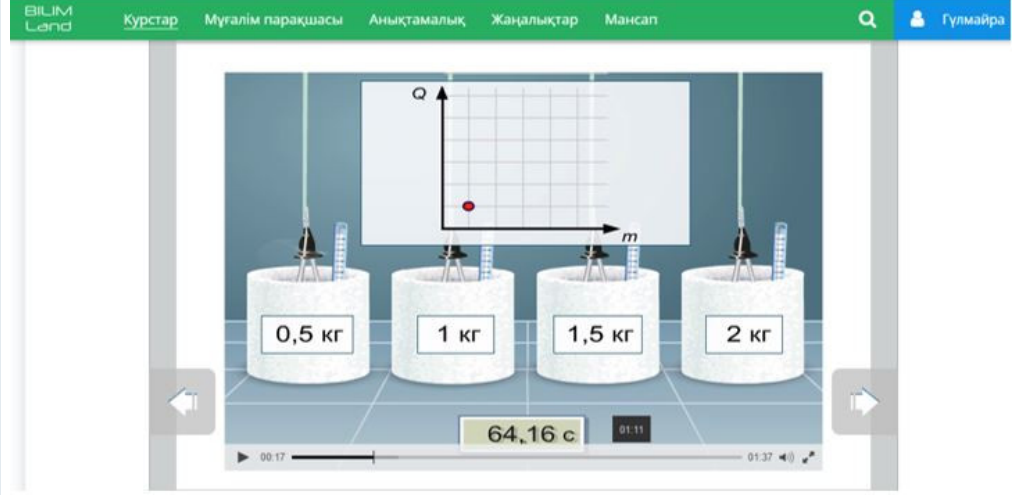 BILIM
Land
Курстар Мұғалім парақшасы Анықтамалық Жаңалықтар Мансап
Гүлмайра
Q
m
0,5 кг 1 кг 1,5 кг 2 кг
64,16 с
01:11
00:17
01:37